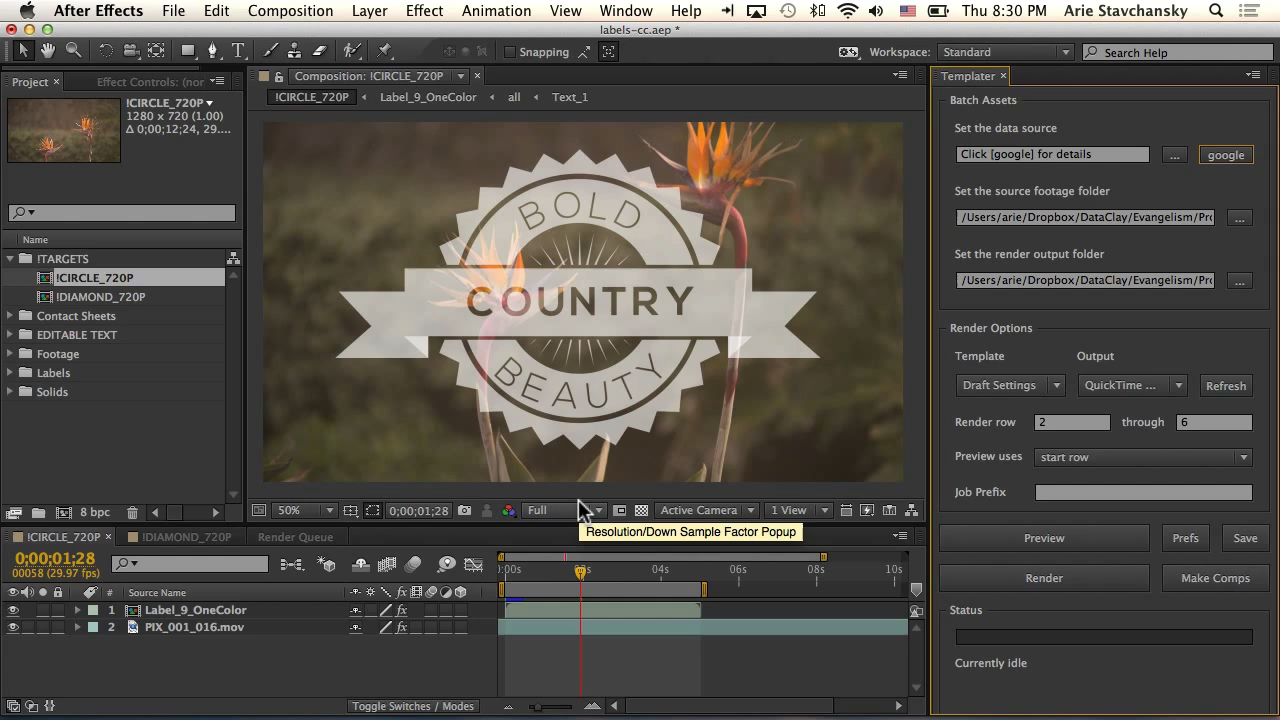 After Effects File Edit Composition Layer Effect Animation View Window Help Thu 8:30 PM Arie Stavchansky
labels-cc.aep *
Snapping Workspace: Standard Search Help
Project × Effect Controls: (nor
!CIRCLE_720P▼
1280 x 720 (1.00)
Δ 0;00;12;24, 29....
Name
!TARGETS
!CIRCLE_720P
!DIAMOND_720P
Contact Sheets
EDITABLE TEXT
Footage
Labels
Solids
8 bpc
Composition: !CIRCLE_720P
!CIRCLE_720P Label_9_OneColor all Text_1
BOLD
COUNTRY
BEAUTY
50% 0;00;01;28 Full Active Camera 1 View
Resolution/Down Sample Factor Popup
Templater ×
Batch Assets
Set the data source
Click [google] for details ... google
Set the source footage folder
/Users/arie/Dropbox/DataClay/Evangelism/Pro ...
Set the render output folder
/Users/arie/Dropbox/DataClay/Evangelism/Pro ...
Render Options
Template Output
Draft Settings QuickTime ... Refresh
Render row 2 through 6
Preview uses start row
Job Prefix
Preview Prefs Save
Render Make Comps
Status
Currently idle
!CIRCLE_720P × !DIAMOND_720P Render Queue
0;00;01;28
00058 (29.97 fps)
:00s 04s 06s 08s 10s
# Source Name
1 Label_9_OneColor
2 PIX_001_016.mov
Toggle Switches / Modes